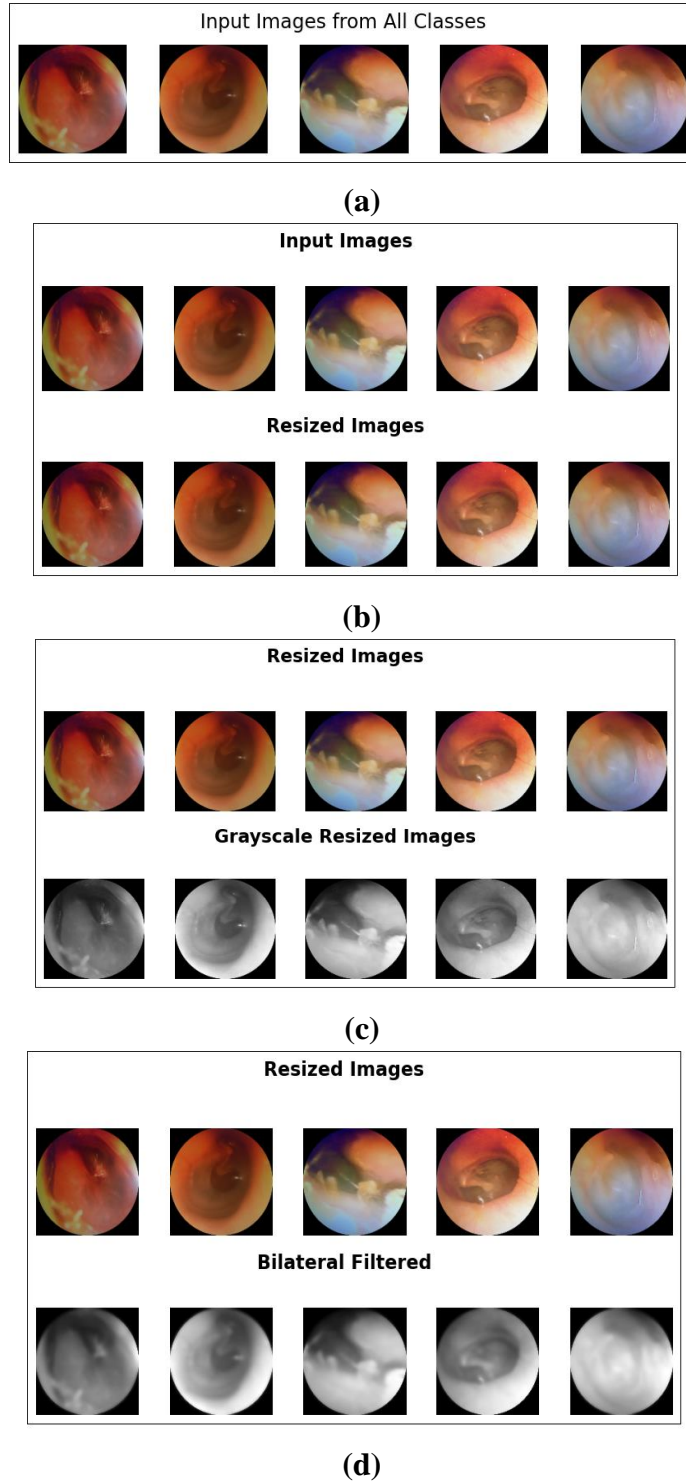 Input Images from All Classes
(a)
Input Images
Resized Images
(b)
Resized Images
Grayscale Resized Images
(c)
Resized Images
Bilateral Filtered
(d)